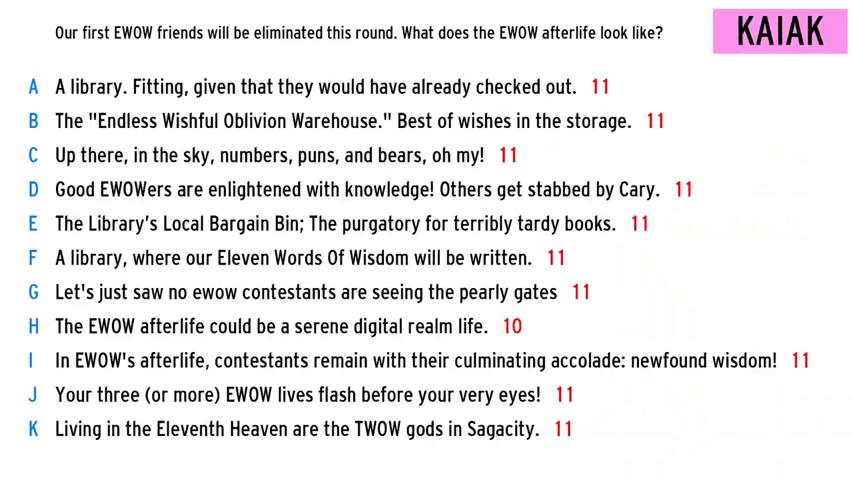 Our first EWOW friends will be eliminated this round. What does the EWOW afterlife look like?
KAIAK
A A library. Fitting, given that they would have already checked out. 11
B The "Endless Wishful Oblivion Warehouse." Best of wishes in the storage. 11
C Up there, in the sky, numbers, puns, and bears, oh my! 11
D Good EWOWers are enlightened with knowledge! Others get stabbed by Cary. 11
E The Library's Local Bargain Bin; The purgatory for terribly tardy books. 11
F A library, where our Eleven Words Of Wisdom will be written. 11
G Let's just saw no ewow contestants are seeing the pearly gates 11
H The EWOW afterlife could be a serene digital realm life. 10
I In EWOW's afterlife, contestants remain with their culminating accolade: newfound wisdom! 11
J Your three (or more) EWOW lives flash before your very eyes! 11
K Living in the Eleventh Heaven are the TWOW gods in Sagacity. 11